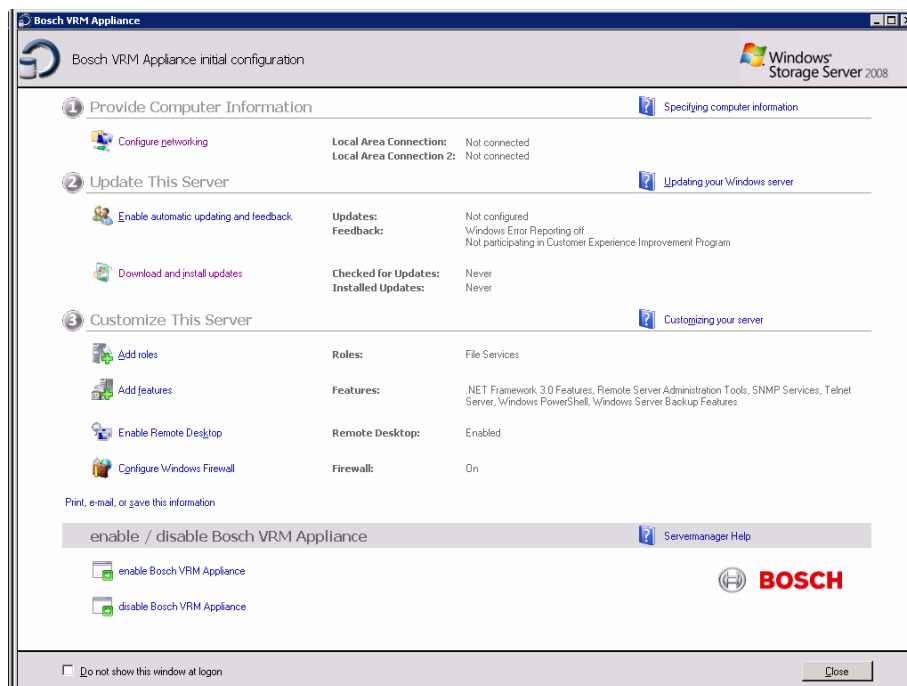 Bosch VRM Appliance
Bosch VRM Appliance initial configuration
Windows
Storage Server 2008
1 Provide Computer Information
Specifying computer information
Configure networking
Local Area Connection: Not connected
Local Area Connection 2: Not connected
2 Update This Server
Updating your Windows server
Enable automatic updating and feedback
Updates: Not configured
Feedback: Windows Error Reporting off
Not participating in Customer Experience Improvement Program
Download and install updates
Checked for Updates: Never
Installed Updates: Never
3 Customize This Server
Customizing your server
Add roles
Roles: File Services
Add features
Features: .NET Framework 3.0 Features, Remote Server Administration Tools, SNMP Services, Telnet
Server, Windows PowerShell, Windows Server Backup Features
Enable Remote Desktop
Remote Desktop: Enabled
Configure Windows Firewall
Firewall: On
Print, e-mail, or save this information
enable / disable Bosch VRM Appliance
Servermanager Help
enable Bosch VRM Appliance
BOSCH
disable Bosch VRM Appliance
Do not show this window at logon
Close